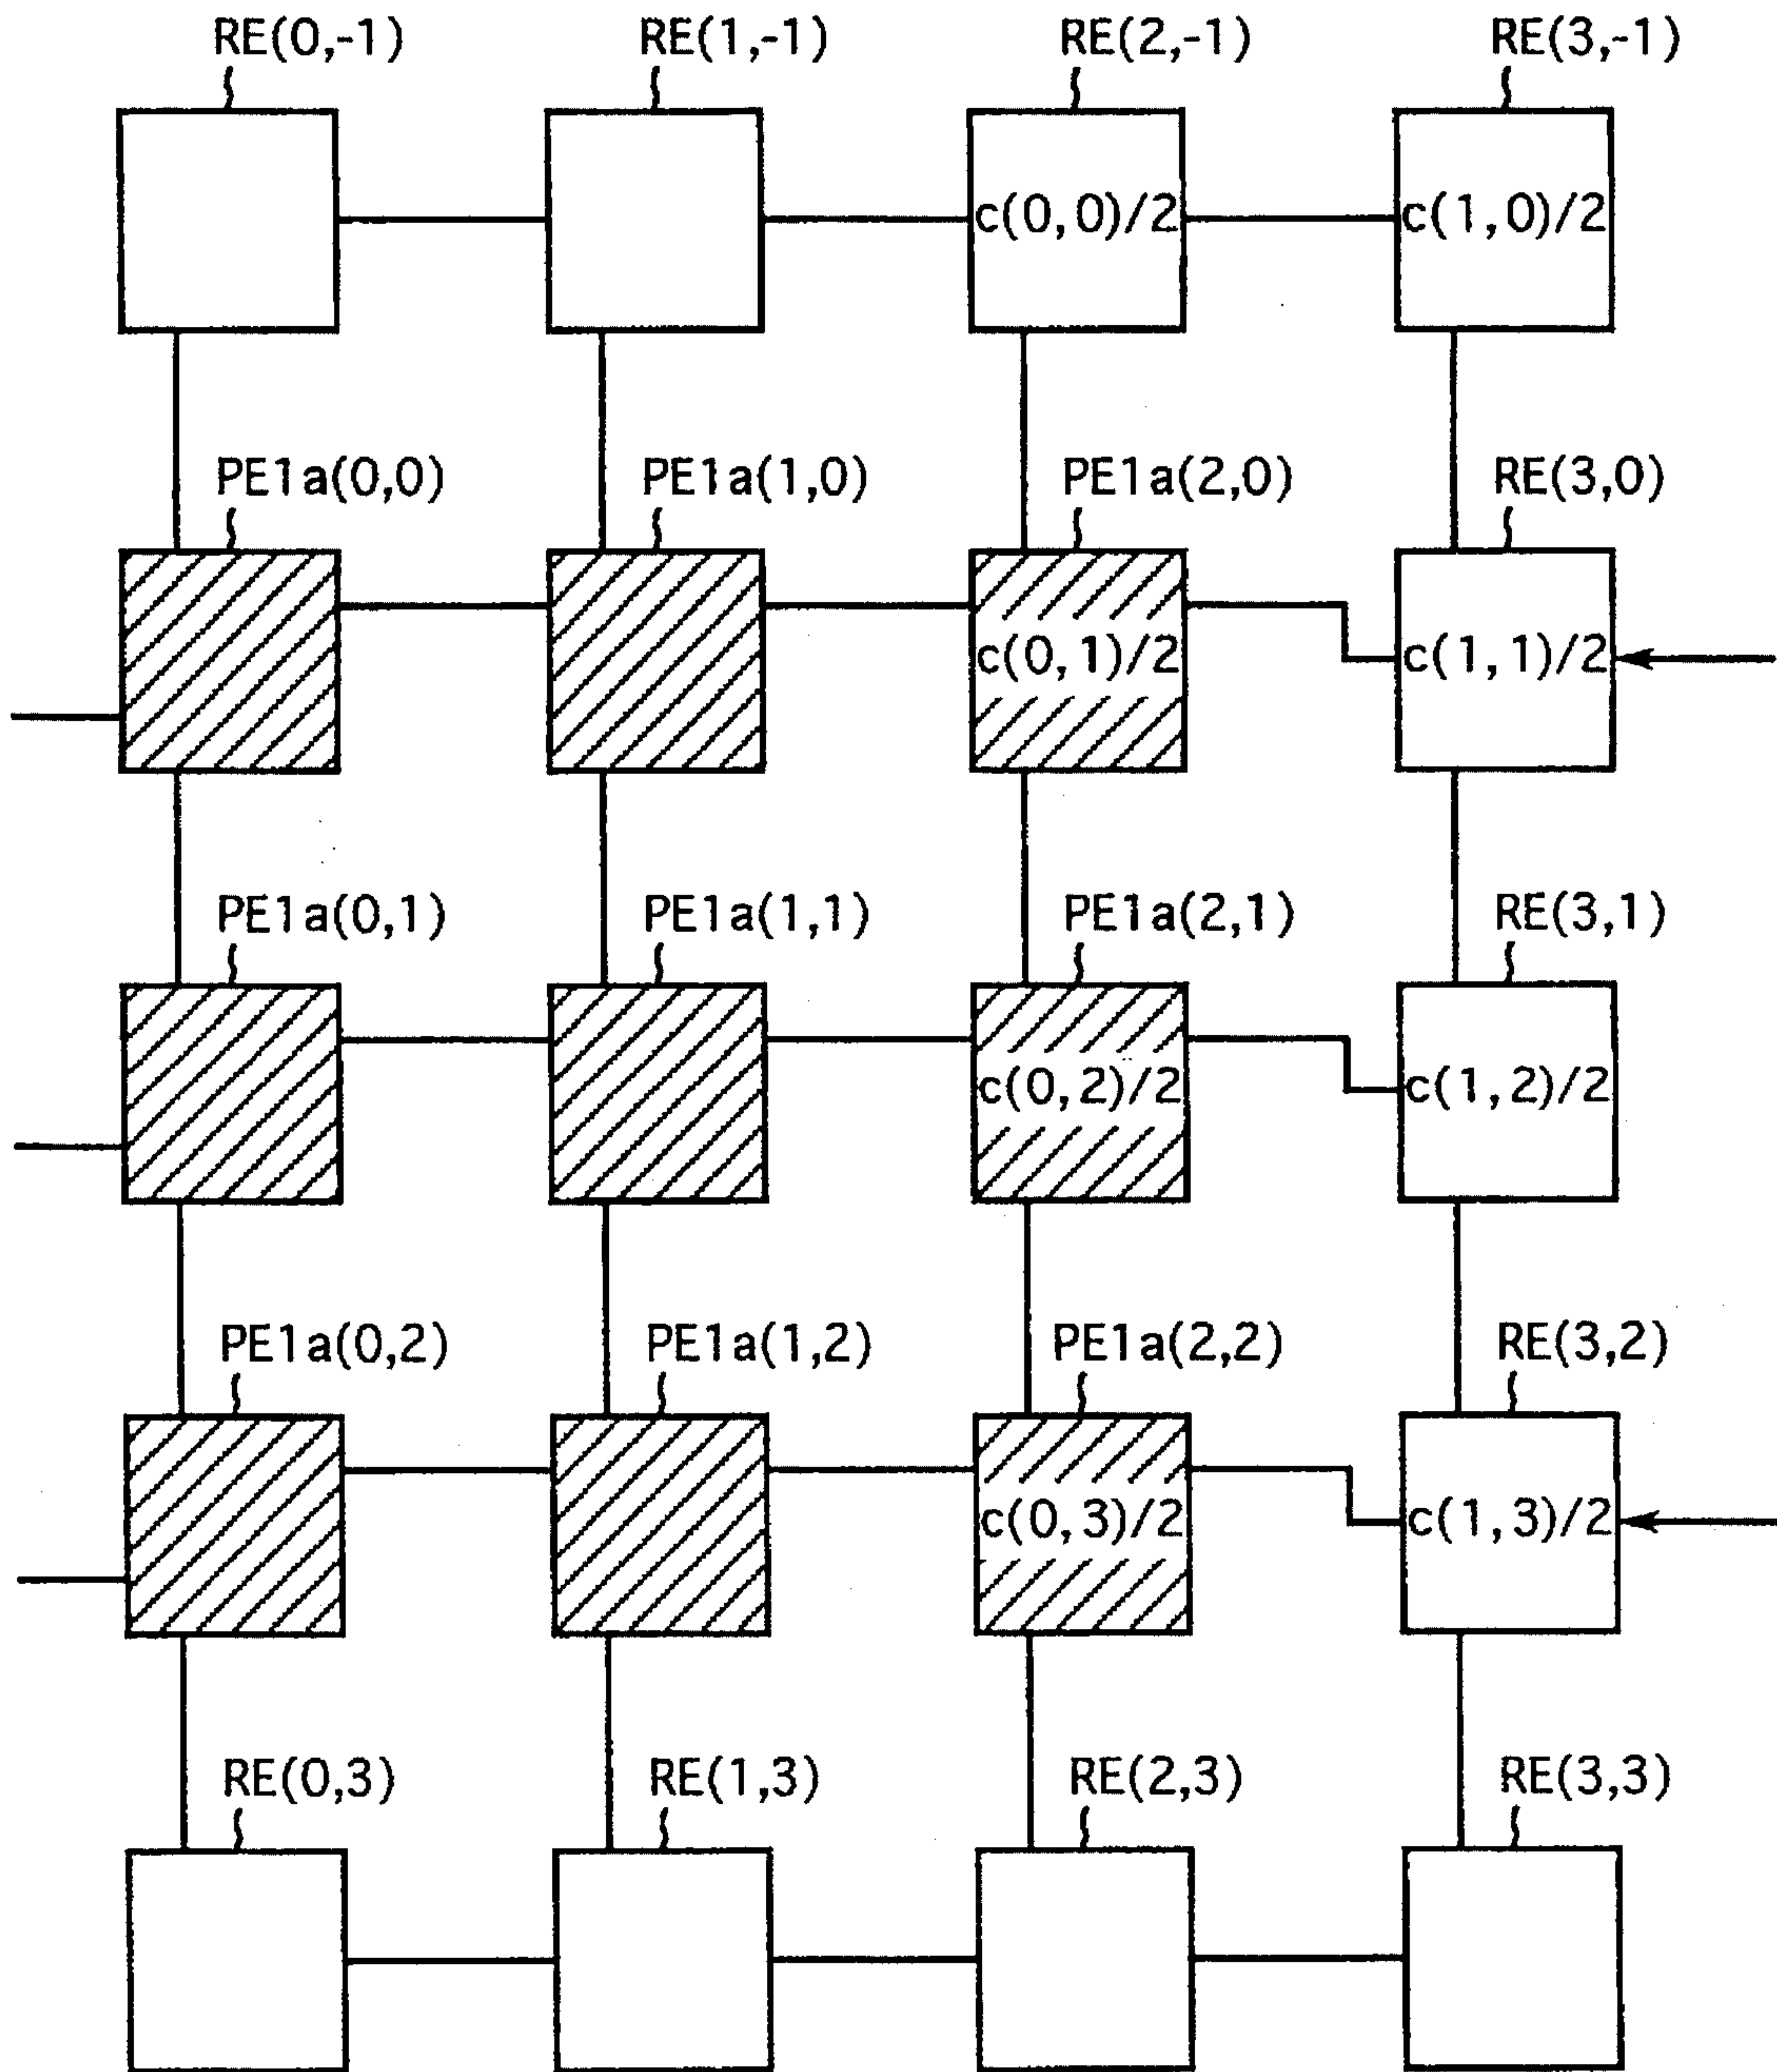 RE(0,-1) RE(1,-1) RE(2,-1) RE(3,-1)
c(0,0)/2 c(1,0)/2
PE1a(0,0) PE1a(1,0) PE1a(2,0) RE(3,0)
c(0,1)/2 c(1,1)/2
PE1a(0,1) PE1a(1,1) PE1a(2,1) RE(3,1)
c(0,2)/2 c(1,2)/2
PE1a(0,2) PE1a(1,2) PE1a(2,2) RE(3,2)
c(0,3)/2 c(1,3)/2
RE(0,3) RE(1,3) RE(2,3) RE(3,3)